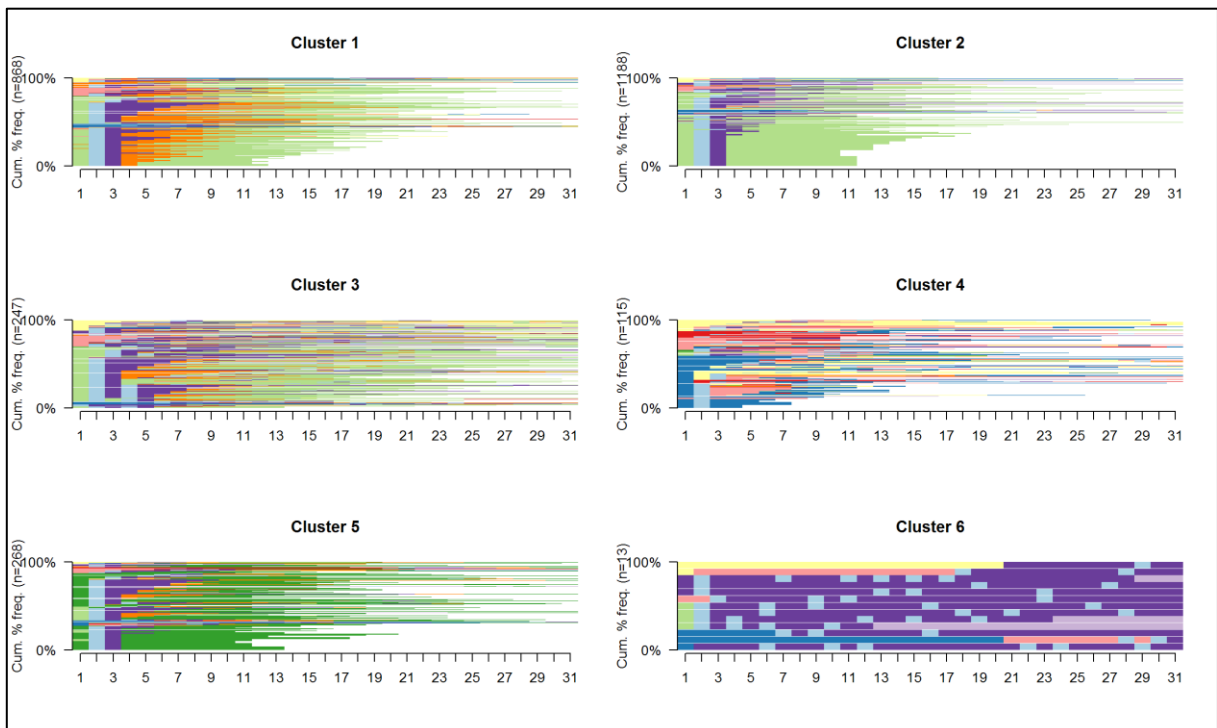 Cluster 1
Cum. % freq. (n=868)
100%
0%
1 3 5 7 9 11 13 15 17 19 21 23 25 27 29 31
Cluster 2
Cum. % freq. (n=1188)
100%
0%
1 3 5 7 9 11 13 15 17 19 21 23 25 27 29 31
Cluster 3
Cum. % freq. (n=247)
100%
0%
1 3 5 7 9 11 13 15 17 19 21 23 25 27 29 31
Cluster 4
Cum. % freq. (n=115)
100%
0%
1 3 5 7 9 11 13 15 17 19 21 23 25 27 29 31
Cluster 5
Cum. % freq. (n=268)
100%
0%
1 3 5 7 9 11 13 15 17 19 21 23 25 27 29 31
Cluster 6
Cum. % freq. (n=13)
100%
0%
1 3 5 7 9 11 13 15 17 19 21 23 25 27 29 31